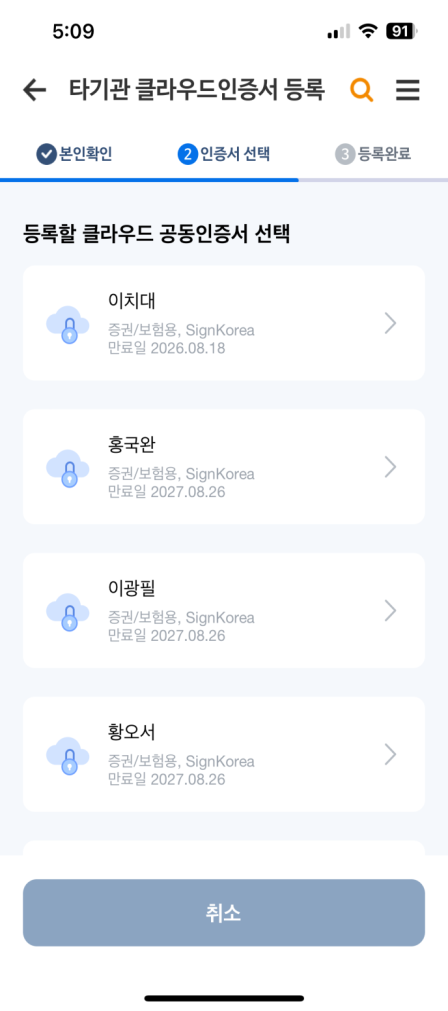 5:09
91
타기관 클라우드인증서 등록
본인확인
2 인증서 선택
3 등록완료
등록할 클라우드 공동인증서 선택
이치대
증권/보험용, SignKorea
만료일 2026.08.18
홍국완
증권/보험용, SignKorea
만료일 2027.08.26
이광필
증권/보험용, SignKorea
만료일 2027.08.26
황오서
증권/보험용, SignKorea
만료일 2027.08.26
취소